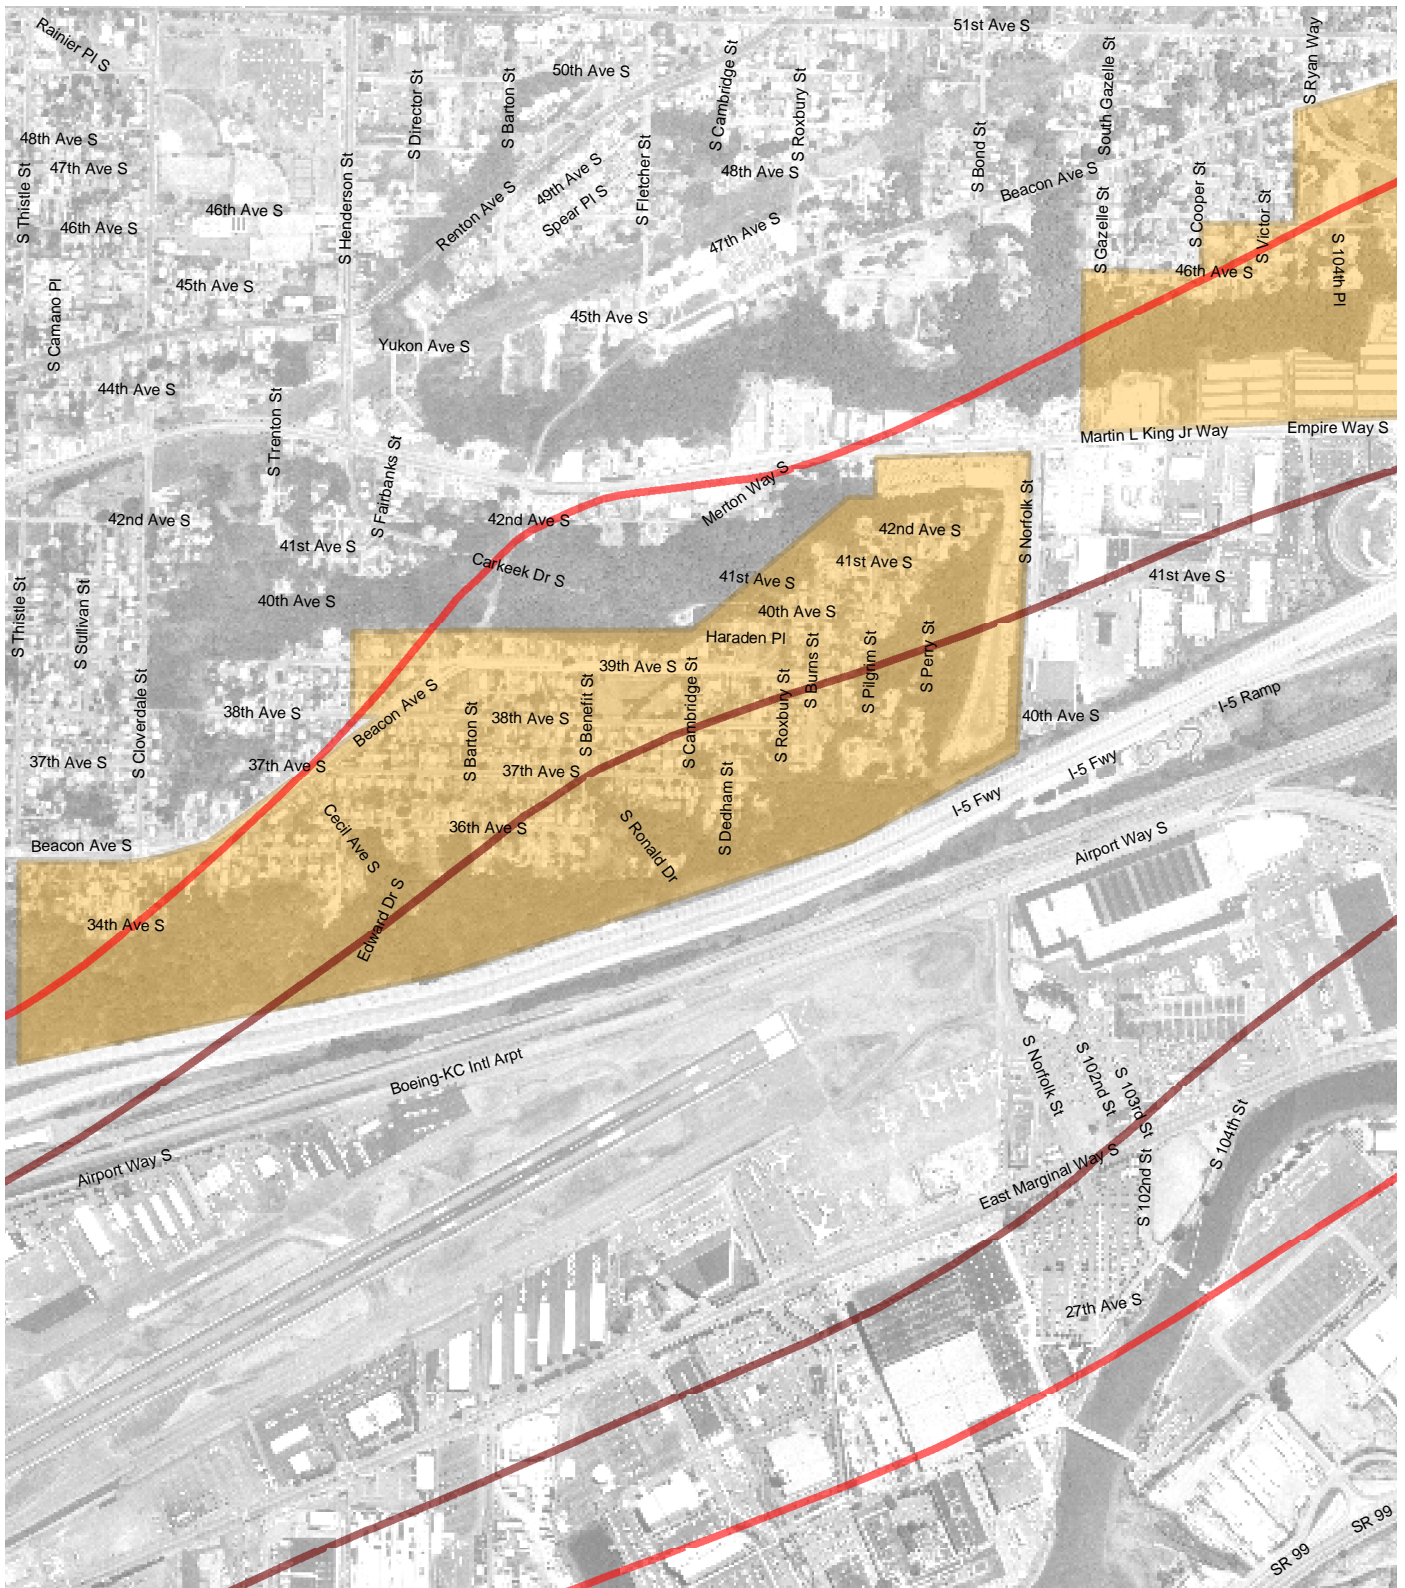 51st Ave S
Rainier Pl S
S Ryan Way
50th Ave S
S Cambridge St
South Gazelle St
S Director St
S Barton St
S Roxbury St
48th Ave S
47th Ave S
S Thistle St
46th Ave S
46th Ave S
S Henderson St
Renton Ave S
49th Ave S
Spear Pl S
S Fletcher St
48th Ave S
47th Ave S
S Bond St
Beacon Ave S
S Gazelle St
S Cooper St
S Victor St
46th Ave S
S 104th Pl
S Camano Pl
45th Ave S
45th Ave S
Yukon Ave S
44th Ave S
S Trenton St
S Fairbanks St
Martin L King Jr Way
Empire Way S
42nd Ave S
42nd Ave S
Merton Way S
42nd Ave S
S Norfolk St
41st Ave S
Carkeek Dr S
41st Ave S
41st Ave S
41st Ave S
40th Ave S
40th Ave S
S Thistle St
S Sullivan St
Haraden Pl
39th Ave S
S Cloverdale St
38th Ave S
Beacon Ave S
S Barton St
38th Ave S
S Benefit St
S Cambridge St
S Roxbury St
S Burns St
S Pilgrim St
S Perry St
40th Ave S
I-5 Ramp
37th Ave S
37th Ave S
37th Ave S
I-5 Fwy
I-5 Fwy
Beacon Ave S
Cecil Ave S
36th Ave S
S Ronald Dr
S Dedham St
Airport Way S
34th Ave S
Edward Dr S
Boeing-KC Intl Arpt
S Norfolk St
S 102nd St
S 103rd St
S 104th St
Airport Way S
East Marginal Way S
S 102nd St
27th Ave S
SR 99
SR 99